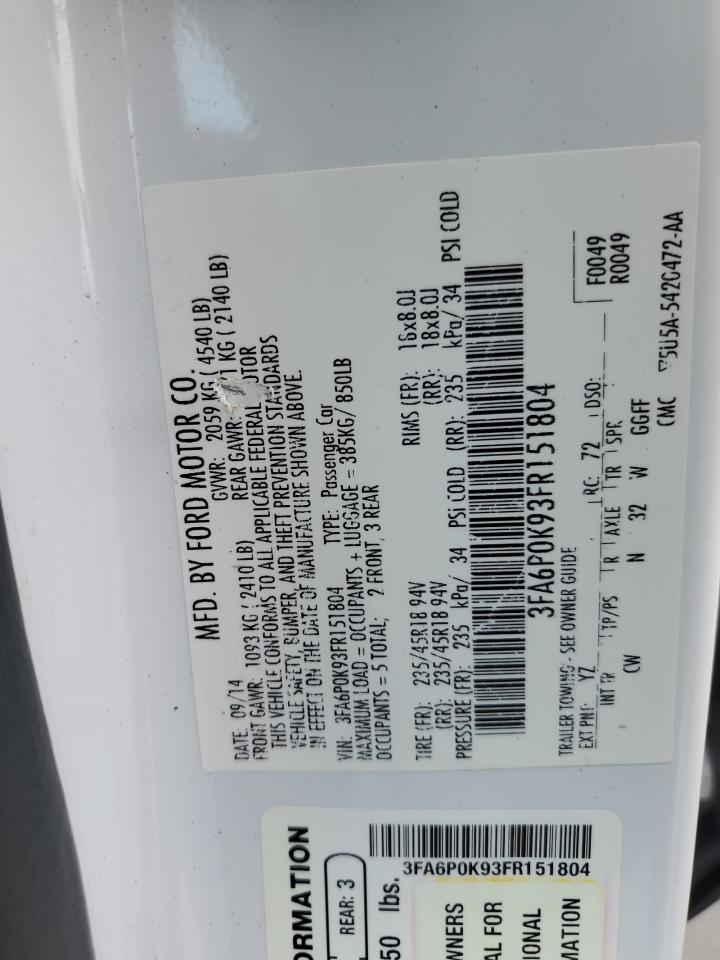 MFD. BY FORD MOTOR CO.
DATE: 09/14 GVWR: 2059 KG ( 4540 LB)
FRONT GAWR: 1093 KG ( 2410 LB) REAR GAWR: 1 KG ( 2140 LB)
THIS VEHICLE CONFORMS TO ALL APPLICABLE FEDERAL MOTOR
VEHICLE SAFETY, BUMPER, AND THEFT PREVENTION STANDARDS
IN EFFECT ON THE DATE OF MANUFACTURE SHOWN ABOVE.
VIN: 3FA6P0K93FR151804 TYPE: Passenger Car
MAXIMUM LOAD = OCCUPANTS + LUGGAGE = 385KG/ 850LB
OCCUPANTS = 5 TOTAL; 2 FRONT, 3 REAR
TIRE (FR): 235/45R18 94V RIMS (FR): 18x8.0J
(RR): 235/45R18 94V (RR): 18x8.0J
PRESSURE (FR): 235 kPa/ 34 PSI COLD (RR): 235 kPa/ 34 PSI COLD
3FA6P0K93FR151804
TRAILER TOWING - SEE OWNER GUIDE F0049
EXT PNT: YZ RC: 72 DSO: R0049
INT TR TP/PS R AXLE TR SPR
CW N 32 W GGFF
CMC 5U5A-5420472-AA
ORMATION
REAR: 3
50 lbs.
3FA6P0K93FR151804
WNERS
AL FOR
IONAL
MATION